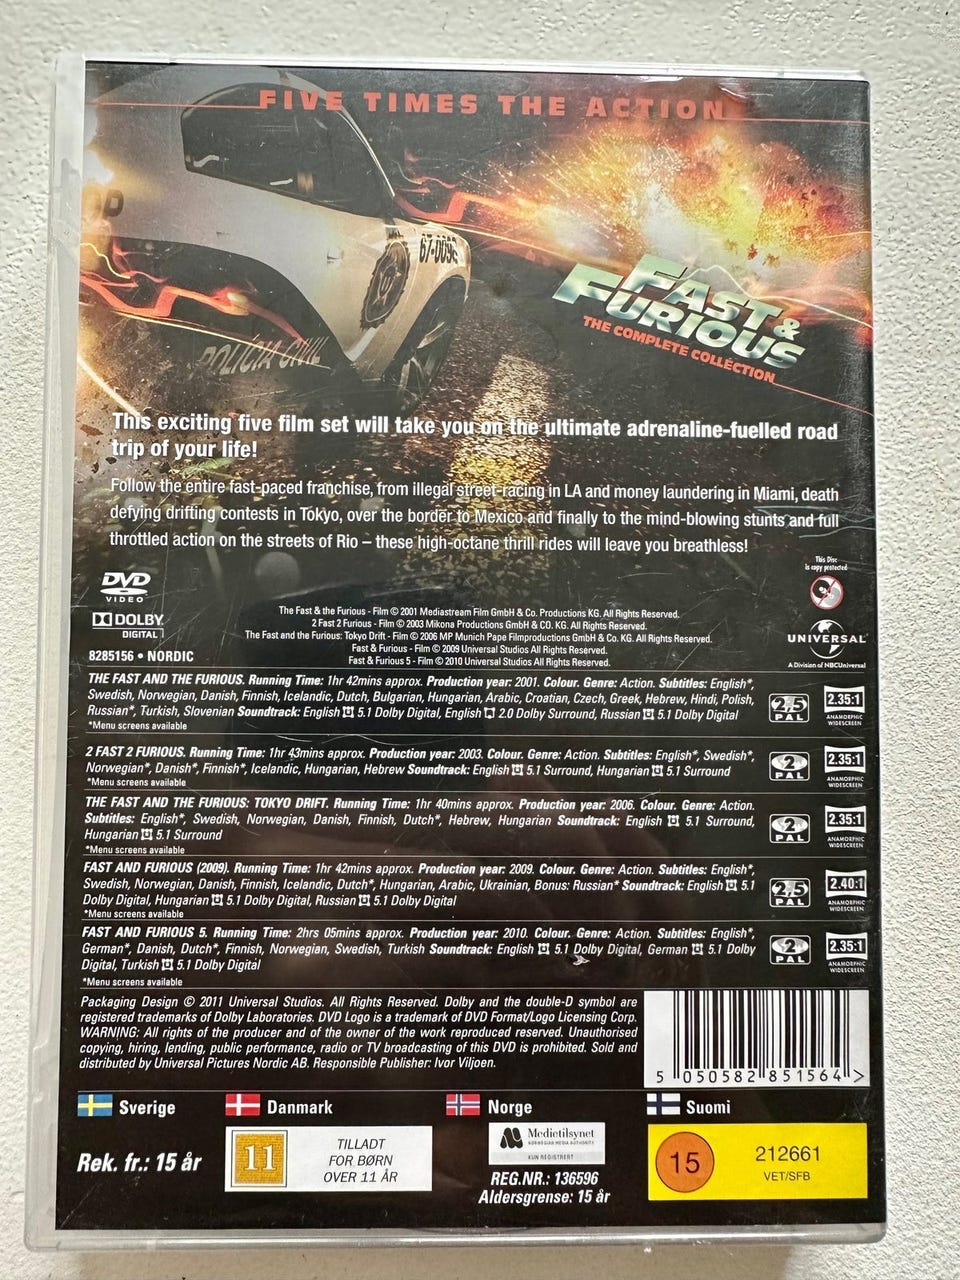 FIVE TIMES THE ACTION
67-009
POLÍCIA CIVIL
FAST &
FURIOUS
THE COMPLETE COLLECTION
This exciting five film set will take you on the ultimate adrenaline-fuelled road
trip of your life!
Follow the entire fast-paced franchise, from illegal street-racing in LA and money laundering in Miami, death
defying drifting contests in Tokyo, over the border to Mexico and finally to the mind-blowing stunts and full
throttled action on the streets of Rio – these high-octane thrill rides will leave you breathless!
This Disc
is copy protected
DVD
VIDEO
DOLBY
DIGITAL
8285156 • NORDIC
The Fast & the Furious - Film © 2001 Mediastream Film GmbH & Co. Productions KG. All Rights Reserved.
2 Fast 2 Furious - Film © 2003 Mikona Productions GmbH & CO. KG. All Rights Reserved.
The Fast and the Furious: Tokyo Drift - Film © 2006 MP Munich Pape Filmproductions GmbH & Co. KG. All Rights Reserved.
Fast & Furious - Film © 2009 Universal Studios All Rights Reserved.
Fast & Furious 5 - Film © 2010 Universal Studios All Rights Reserved.
UNIVERSAL
A Division of NBCUniversal
THE FAST AND THE FURIOUS. Running Time: 1hr 42mins approx. Production year: 2001. Colour. Genre: Action. Subtitles: English*,
Swedish, Norwegian, Danish, Finnish, Icelandic, Dutch, Bulgarian, Hungarian, Arabic, Croatian, Czech, Greek, Hebrew, Hindi, Polish,
Russian*, Turkish, Slovenian Soundtrack: English 5.1 Dolby Digital, English 2.0 Dolby Surround, Russian 5.1 Dolby Digital
*Menu screens available
2,5
PAL
2.35:1
ANAMORPHIC
WIDESCREEN
2 FAST 2 FURIOUS. Running Time: 1hr 43mins approx. Production year: 2003. Colour. Genre: Action. Subtitles: English*, Swedish*,
Norwegian*, Danish*, Finnish*, Icelandic, Hungarian, Hebrew Soundtrack: English 5.1 Surround, Hungarian 5.1 Surround
*Menu screens available
2
PAL
2.35:1
ANAMORPHIC
WIDESCREEN
THE FAST AND THE FURIOUS: TOKYO DRIFT. Running Time: 1hr 40mins approx. Production year: 2006. Colour. Genre: Action.
Subtitles: English*, Swedish, Norwegian, Danish, Finnish, Dutch*, Hebrew, Hungarian Soundtrack: English 5.1 Surround,
Hungarian 5.1 Surround
*Menu screens available
2
PAL
2.35:1
ANAMORPHIC
WIDESCREEN
FAST AND FURIOUS (2009). Running Time: 1hr 42mins approx. Production year: 2009. Colour. Genre: Action. Subtitles: English*,
Swedish, Norwegian, Danish, Finnish, Icelandic, Dutch*, Hungarian, Arabic, Ukrainian, Bonus: Russian* Soundtrack: English 5.1
Dolby Digital, Hungarian 5.1 Dolby Digital, Russian 5.1 Dolby Digital
*Menu screens available
2,5
PAL
2.40:1
ANAMORPHIC
WIDESCREEN
FAST AND FURIOUS 5. Running Time: 2hrs 05mins approx. Production year: 2010. Colour. Genre: Action. Subtitles: English*,
German*, Danish, Dutch*, Finnish, Norwegian, Swedish, Turkish Soundtrack: English 5.1 Dolby Digital, German 5.1 Dolby
Digital, Turkish 5.1 Dolby Digital
*Menu screens available
2
PAL
2.35:1
ANAMORPHIC
WIDESCREEN
Packaging Design © 2011 Universal Studios. All Rights Reserved. Dolby and the double-D symbol are
registered trademarks of Dolby Laboratories. DVD Logo is a trademark of DVD Format/Logo Licensing Corp.
WARNING: All rights of the producer and of the owner of the work reproduced reserved. Unauthorised
copying, hiring, lending, public performance, radio or TV broadcasting of this DVD is prohibited. Sold and
distributed by Universal Pictures Nordic AB. Responsible Publisher: Ivor Viljoen.
5 050582 851564 >
Sverige
Danmark
Norge
Suomi
Rek. fr.: 15 år
11
TILLADT
FOR BØRN
OVER 11 ÅR
Medietilsynet
NORWEGIAN MEDIA AUTHORITY
KUN REGISTRERT
REG.NR.: 136596
Aldersgrense: 15 år
15
212661
VET/SFB